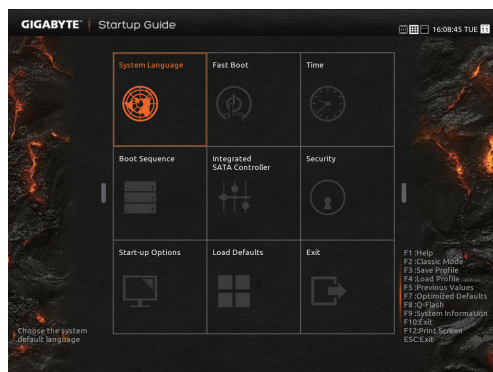 GIGABYTE™ Startup Guide
16:08:45 TUE 11
System Language
Fast Boot
Time
Boot Sequence
Integrated
SATA Controller
Security
Start-up Options
Load Defaults
Exit
Choose the system
default language
F1 :Help
F2 :Classic Mode
F3 :Save Profile
F4 :Load Profile
F5 :Previous Values
F7 :Optimized Defaults
F8 :Q-Flash
F9 :System Information
F10:Exit
F12:Print Screen
ESC:Exit